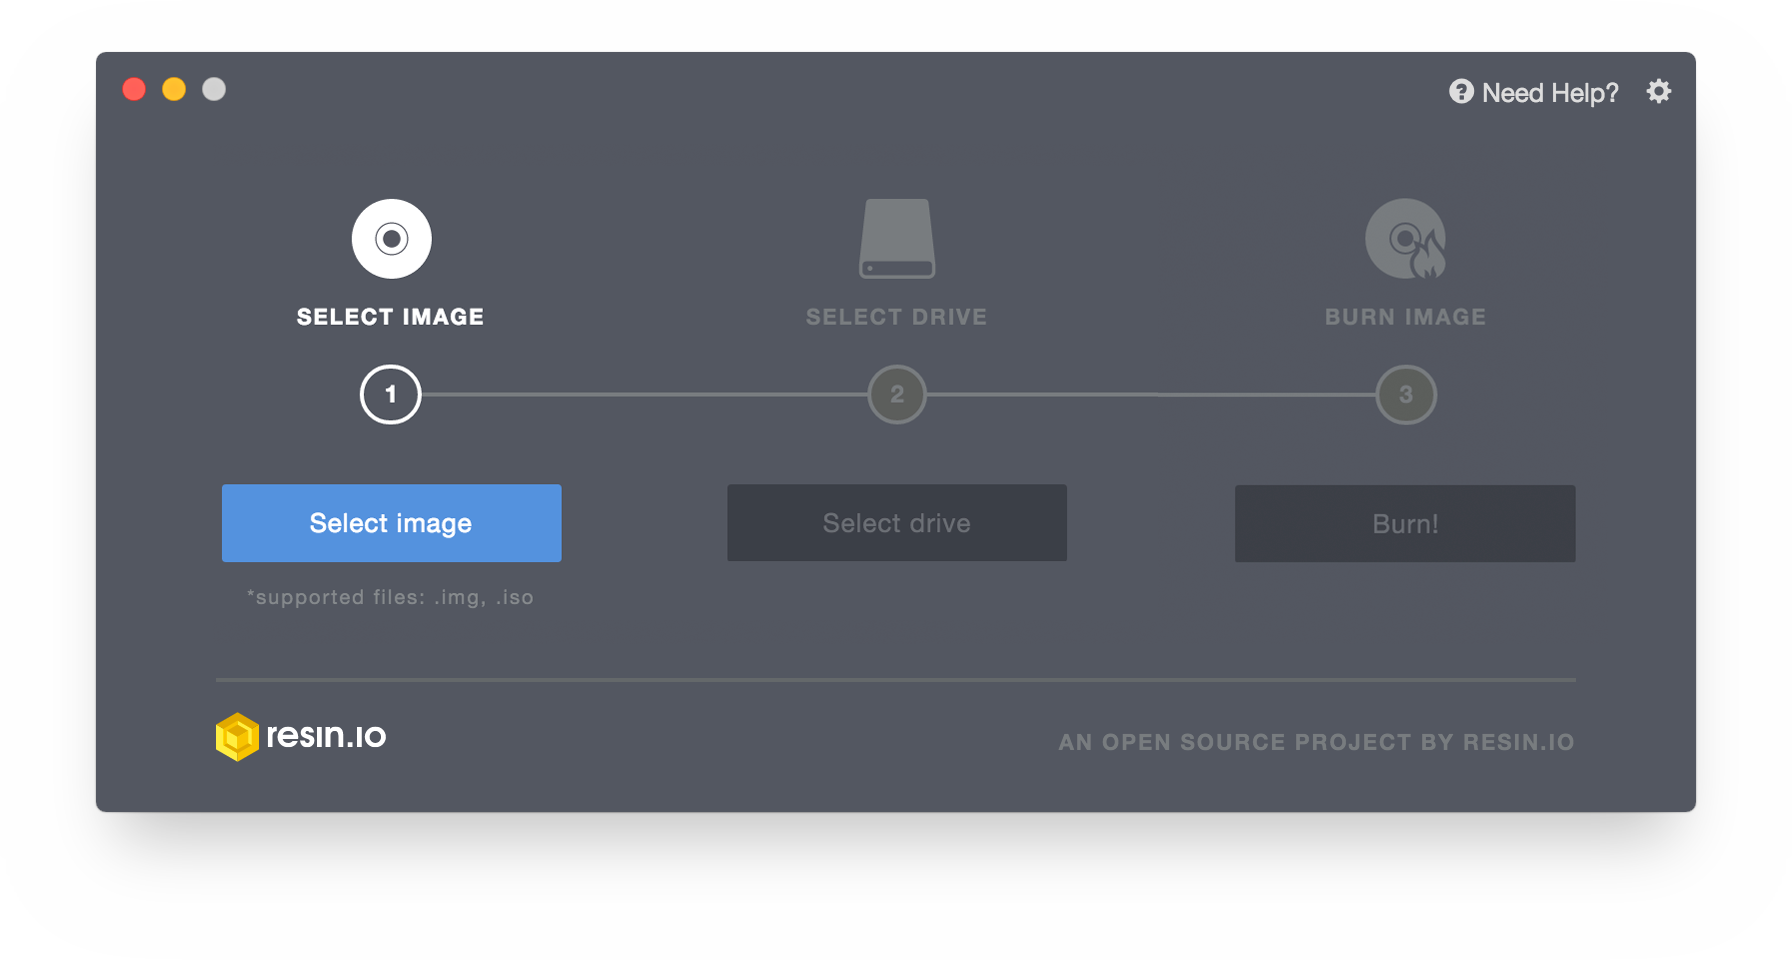 Need Help?
SELECT IMAGE
SELECT DRIVE
BURN IMAGE
1
2
3
Select image
Select drive
Burn!
*supported files: .img, .iso
resin.io
AN OPEN SOURCE PROJECT BY RESIN.IO